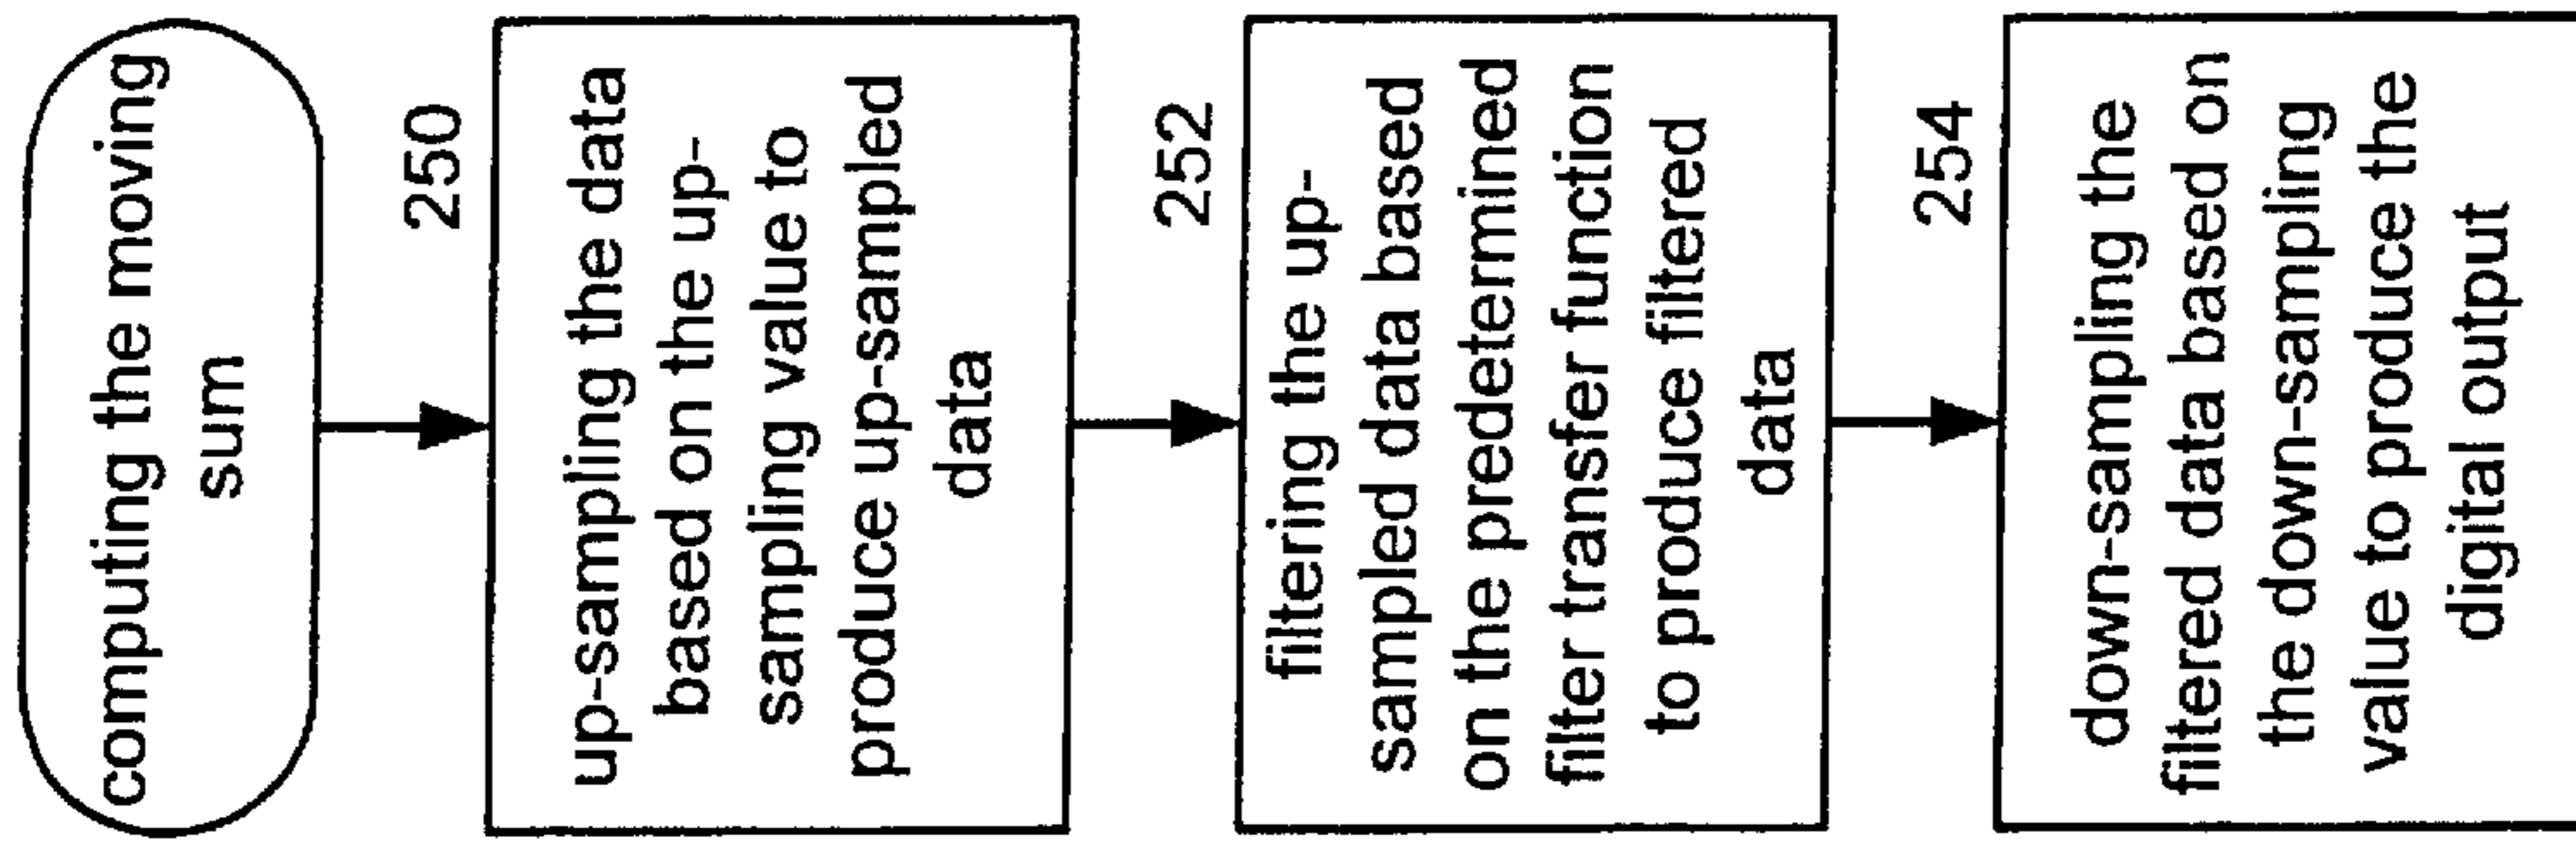 computing the moving
sum
250
up-sampling the data
based on the up-
sampling value to
produce up-sampled
data
252
filtering the up-
sampled data based
on the predetermined
filter transfer function
to produce filtered
data
254
down-sampling the
filtered data based on
the down-sampling
value to produce the
digital output